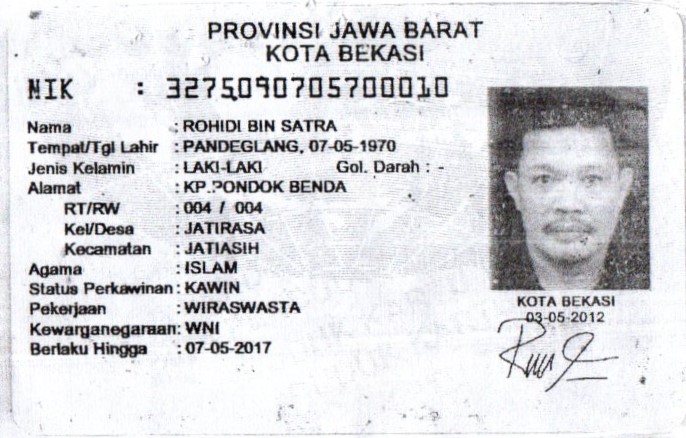 PROVINSI JAWA BARAT
KOTA BEKASI
NIK : 3275090705700010
Nama : ROHIDI BIN SATRA
Tempat/Tgl Lahir : PANDEGLANG, 07-05-1970
Jenis Kelamin : LAKI-LAKI Gol. Darah : -
Alamat : KP.PONDOK BENDA
RT/RW : 004 / 004
Kel/Desa : JATIRASA
Kecamatan : JATIASIH
Agama : ISLAM
Status Perkawinan: KAWIN
Pekerjaan : WIRASWASTA
Kewarganegaraan: WNI
Berlaku Hingga : 07-05-2017
KOTA BEKASI
03-05-2012